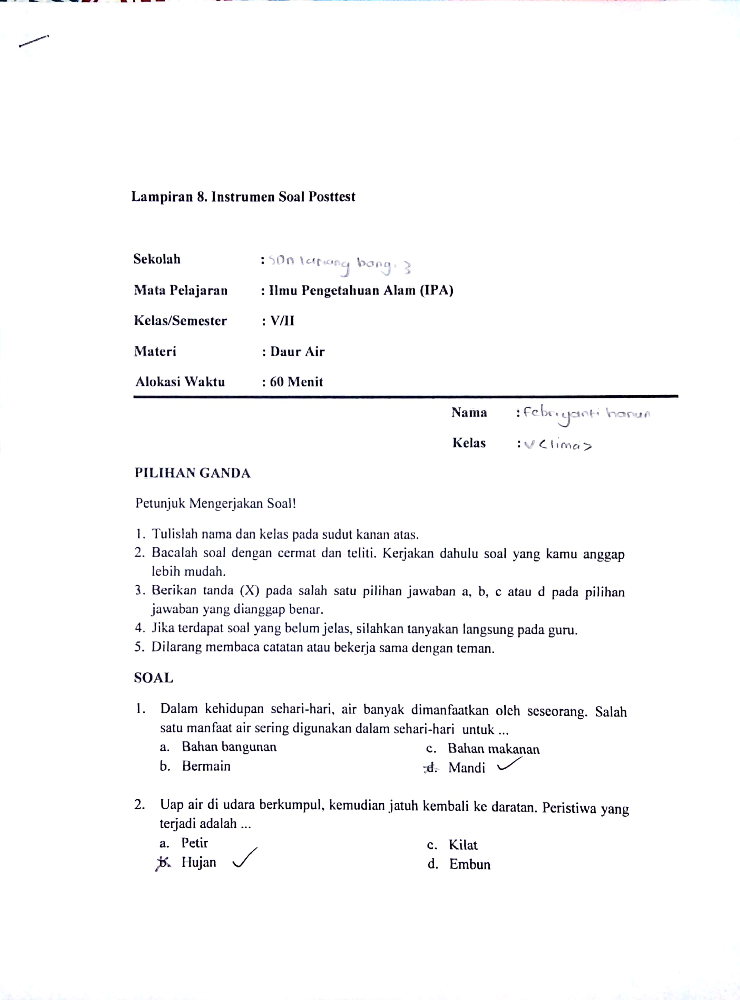 Lampiran 8. Instrumen Soal Posttest
Sekolah : SDn lariang bangi 3
Mata Pelajaran : Ilmu Pengetahuan Alam (IPA)
Kelas/Semester : V/II
Materi : Daur Air
Alokasi Waktu : 60 Menit
Nama : Febriyanti hanun
Kelas : V <lima>
PILIHAN GANDA
Petunjuk Mengerjakan Soal!
1. Tulislah nama dan kelas pada sudut kanan atas.
2. Bacalah soal dengan cermat dan teliti. Kerjakan dahulu soal yang kamu anggap
lebih mudah.
3. Berikan tanda (X) pada salah satu pilihan jawaban a, b, c atau d pada pilihan
jawaban yang dianggap benar.
4. Jika terdapat soal yang belum jelas, silahkan tanyakan langsung pada guru.
5. Dilarang membaca catatan atau bekerja sama dengan teman.
SOAL
1. Dalam kehidupan sehari-hari, air banyak dimanfaatkan oleh seseorang. Salah
satu manfaat air sering digunakan dalam sehari-hari untuk ...
a. Bahan bangunan c. Bahan makanan
b. Bermain d. Mandi ✓
2. Uap air di udara berkumpul, kemudian jatuh kembali ke daratan. Peristiwa yang
terjadi adalah ...
a. Petir c. Kilat
b. Hujan ✓ d. Embun